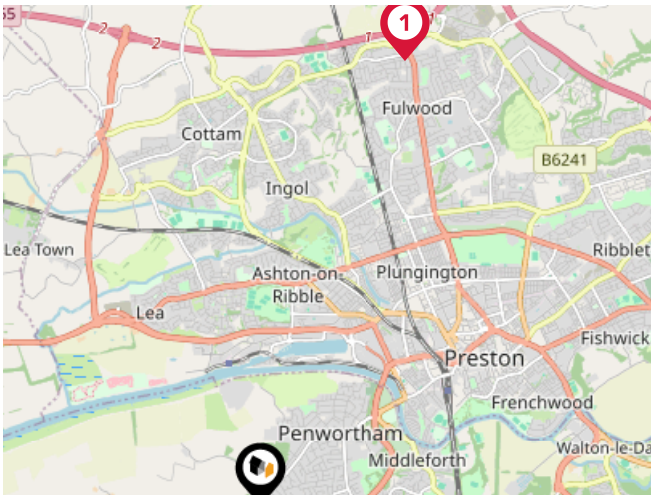 1
55
2
2
1
Fulwood
Cottam
B6241
Ingol
Lea Town
Ribblet
Ashton-on-
Ribble
Plungington
Lea
Fishwick
Preston
Frenchwood
Penwortham
Walton-le-Da
Middleforth